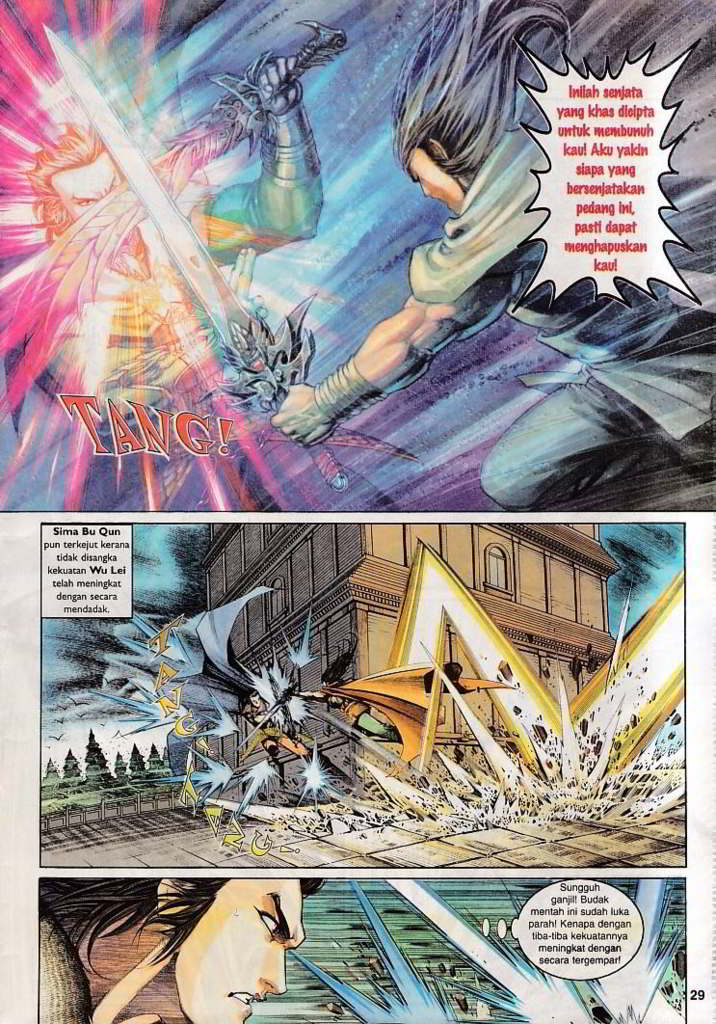 Inilah senjata
yang khas dicipta
untuk membunuh
kau! Aku yakin
siapa yang
bersenjatakan
pedang ini,
pasti dapat
menghapuskan
kau!
TANG!
Sima Bu Qun
pun terkejut kerana
tidak disangka
kekuatan Wu Lei
telah meningkat
dengan secara
mendadak.
TANG TANG
Sungguh
ganjil! Budak
mentah ini sudah luka
parah! Kenapa dengan
tiba-tiba kekuatannya
meningkat dengan
secara tergempar!
29